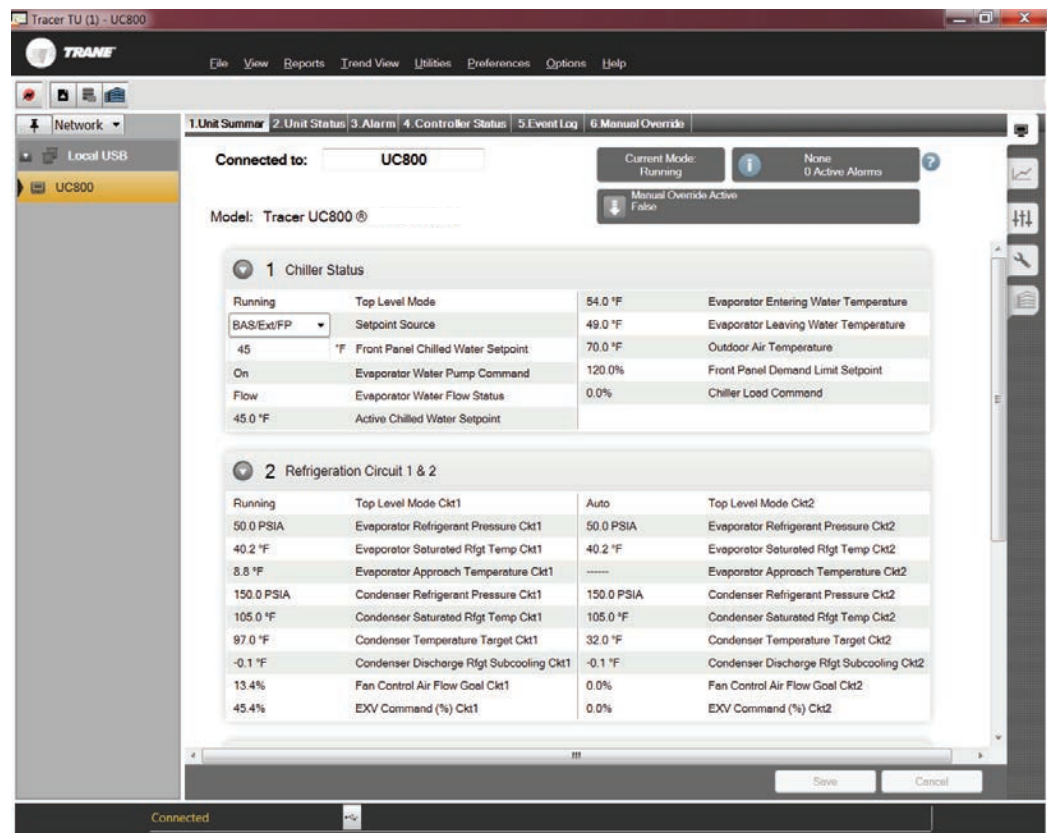 Tracer TU (1) - UC800
TRANE
File View Reports Trend View Utilities Preferences Options Help
Network
1.Unit Summar 2.Unit Status 3.Alarm 4.Controller Status 5.Event Log 6.Manual Override
Local USB
UC800
Connected to: UC800
Current Mode:
Running
None
0 Active Alarms
Manual Override Active
False
Model: Tracer UC800 ®
1 Chiller Status
Running Top Level Mode 54.0 °F Evaporator Entering Water Temperature
BAS/Ext/FP Setpoint Source 49.0 °F Evaporator Leaving Water Temperature
45 °F Front Panel Chilled Water Setpoint 70.0 °F Outdoor Air Temperature
On Evaporator Water Pump Command 120.0% Front Panel Demand Limit Setpoint
Flow Evaporator Water Flow Status 0.0% Chiller Load Command
45.0 °F Active Chilled Water Setpoint
2 Refrigeration Circuit 1 & 2
Running Top Level Mode Ckt1 Auto Top Level Mode Ckt2
50.0 PSIA Evaporator Refrigerant Pressure Ckt1 50.0 PSIA Evaporator Refrigerant Pressure Ckt2
40.2 °F Evaporator Saturated Rfgt Temp Ckt1 40.2 °F Evaporator Saturated Rfgt Temp Ckt2
8.8 °F Evaporator Approach Temperature Ckt1 ------ Evaporator Approach Temperature Ckt2
150.0 PSIA Condenser Refrigerant Pressure Ckt1 150.0 PSIA Condenser Refrigerant Pressure Ckt2
105.0 °F Condenser Saturated Rfgt Temp Ckt1 105.0 °F Condenser Saturated Rfgt Temp Ckt2
97.0 °F Condenser Temperature Target Ckt1 32.0 °F Condenser Temperature Target Ckt2
-0.1 °F Condenser Discharge Rfgt Subcooling Ckt1 -0.1 °F Condenser Discharge Rfgt Subcooling Ckt2
13.4% Fan Control Air Flow Goal Ckt1 0.0% Fan Control Air Flow Goal Ckt2
45.4% EXV Command (%) Ckt1 0.0% EXV Command (%) Ckt2
Save Cancel
Connected